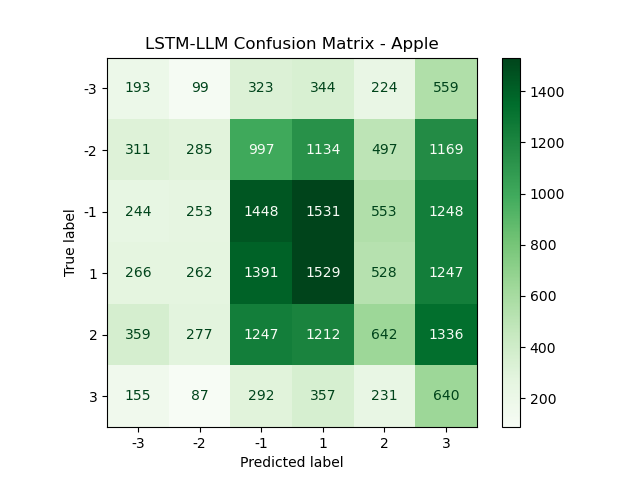 LSTM-LLM Confusion Matrix - Apple
-3 193 99 323 344 224 559
-2 311 285 997 1134 497 1169
-1 244 253 1448 1531 553 1248
1 266 262 1391 1529 528 1247
2 359 277 1247 1212 642 1336
3 155 87 292 357 231 640
-3 -2 -1 1 2 3
Predicted label
True label
1400
1200
1000
800
600
400
200